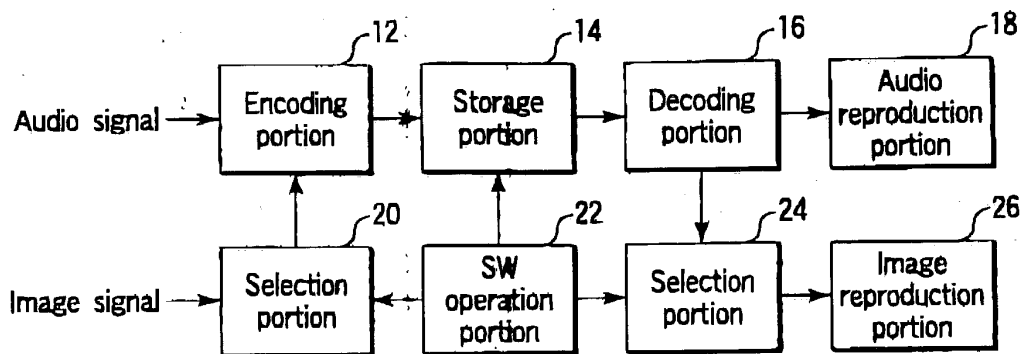 12
14
16
18
Audio signal
Encoding
portion
Storage
portion
Decoding
portion
Audio
reproduction
portion
20
22
24
26
Image signal
Selection
portion
SW
operation
portion
Selection
portion
Image
reproduction
portion